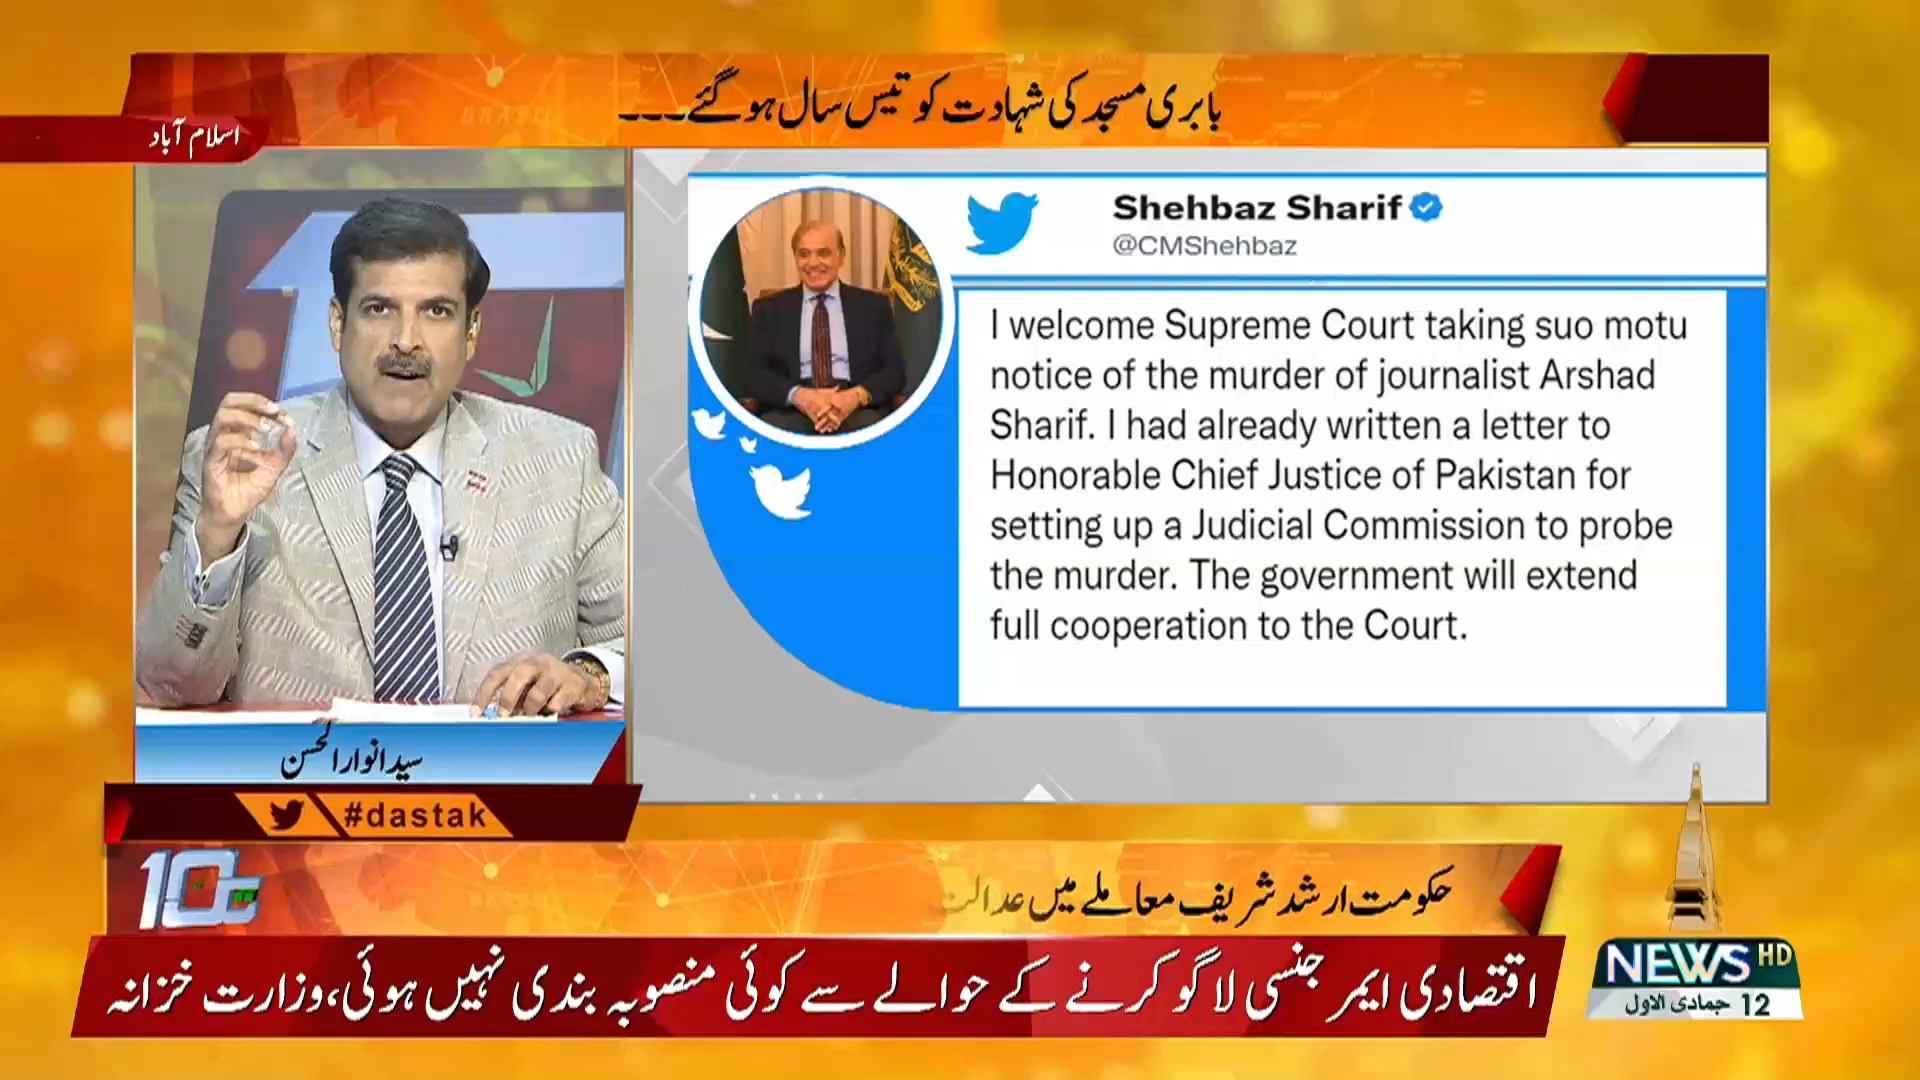 بابری مسجد کی شہادت کو تیس سال ہو گئے۔۔۔
اسلام آباد
Shehbaz Sharif
@CMShehbaz
I welcome Supreme Court taking suo motu
notice of the murder of journalist Arshad
Sharif. I had already written a letter to
Honorable Chief Justice of Pakistan for
setting up a Judicial Commission to probe
the murder. The government will extend
full cooperation to the Court.
سید انوار الحسن
#dastak
10
حکومت ارشد شریف معاملے میں عدالت
اقتصادی ایمرجنسی لاگو کرنے کے حوالے سے کوئی منصوبہ بندی نہیں ہوئی، وزارت خزانہ
NEWS HD
12 جمادی الاول